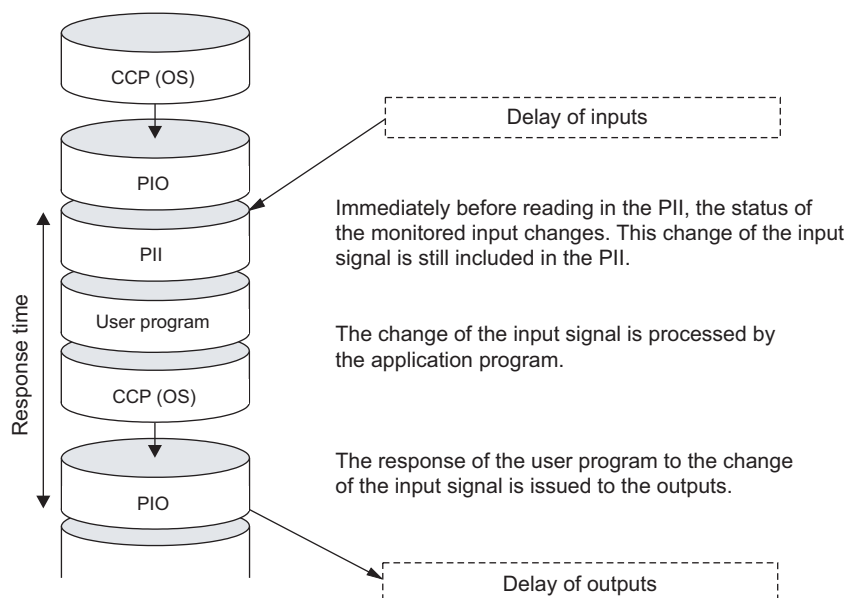 CCP (OS)
Delay of inputs
PIO
Immediately before reading in the PII, the status of
the monitored input changes. This change of the input
signal is still included in the PII.
PII
Response time
User program
The change of the input signal is processed by
the application program.
CCP (OS)
The response of the user program to the change
of the input signal is issued to the outputs.
PIO
Delay of outputs